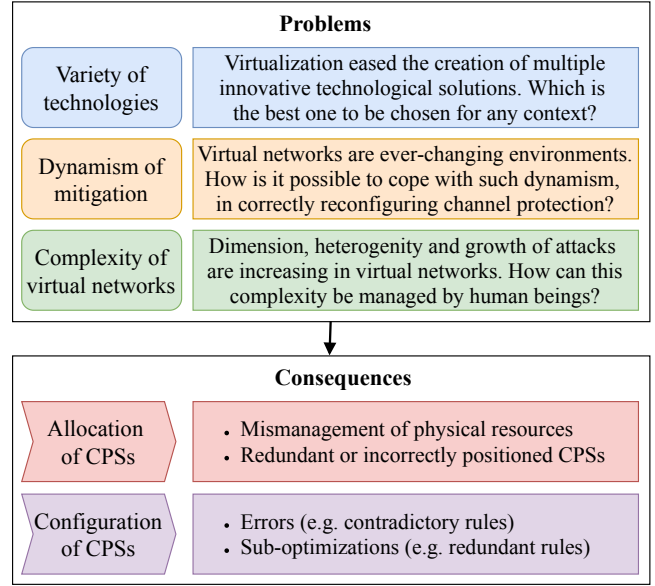 Problems
Variety of
technologies
Virtualization eased the creation of multiple
innovative technological solutions. Which is
the best one to be chosen for any context?
Dynamism of
mitigation
Virtual networks are ever-changing environments.
How is it possible to cope with such dynamism,
in correctly reconfiguring channel protection?
Complexity of
virtual networks
Dimension, heterogenity and growth of attacks
are increasing in virtual networks. How can this
complexity be managed by human beings?
Consequences
Allocation
of CPSs
• Mismanagement of physical resources
• Redundant or incorrectly positioned CPSs
Configuration
of CPSs
• Errors (e.g. contradictory rules)
• Sub-optimizations (e.g. redundant rules)